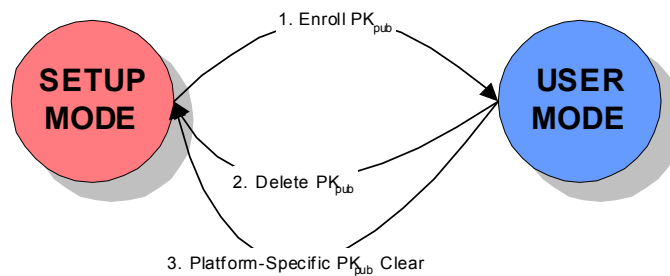 1. Enroll PKpub
SETUP
MODE
USER
MODE
2. Delete PKpub
3. Platform-Specific PKpub Clear